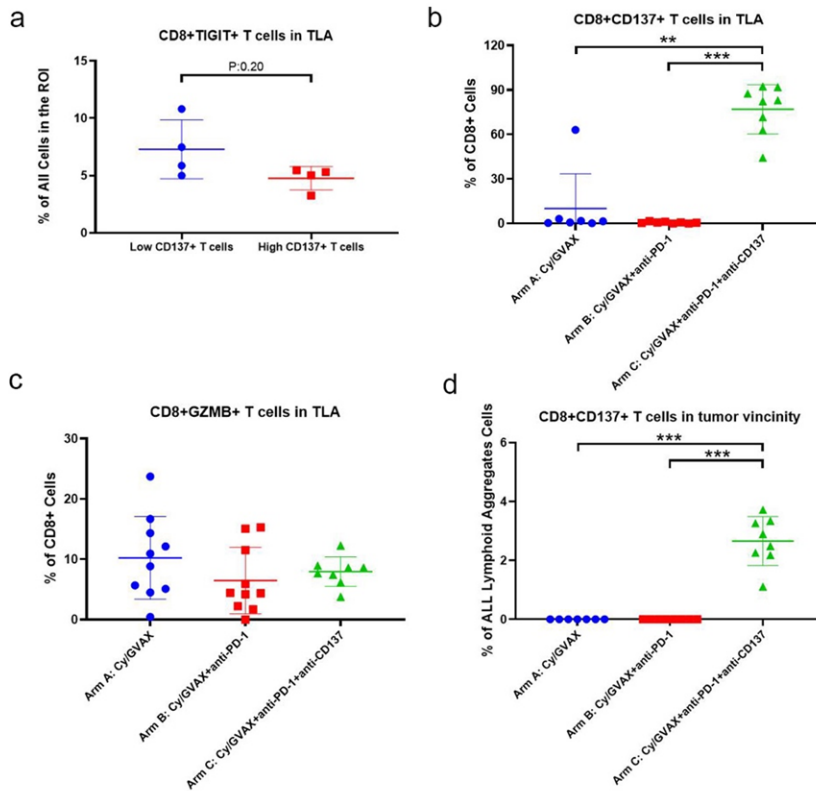 a
CD8+TIGIT+ T cells in TLA
P:0.20
% of All Cells in the ROI
15
10
5
0
Low CD137+ T cells
High CD137+ T cells
b
CD8+CD137+ T cells in TLA
**
***
% of CD8+ Cells
120
90
60
30
0
Arm A: Cy/GVAX
Arm B: Cy/GVAX+anti-PD-1
Arm C: Cy/GVAX+anti-PD-1+anti-CD137
c
CD8+GZMB+ T cells in TLA
% of CD8+ Cells
30
20
10
0
Arm A: Cy/GVAX
Arm B: Cy/GVAX+anti-PD-1
Arm C: Cy/GVAX+anti-PD-1+anti-CD137
d
CD8+CD137+ T cells in tumor vincinity
***
***
% of ALL Lymphoid Aggregates Cells
6
4
2
0
Arm A: Cy/GVAX
Arm B: Cy/GVAX+anti-PD-1
Arm C: Cy/GVAX+anti-PD-1+anti-CD137